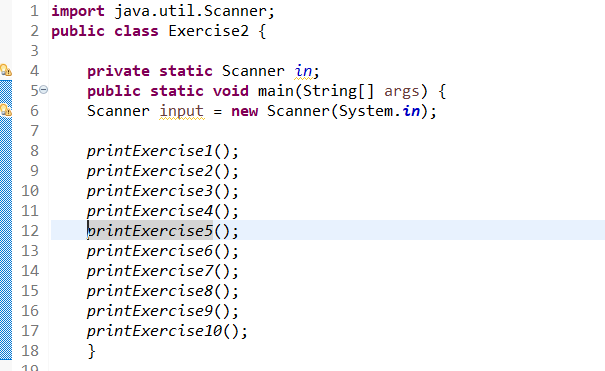 1 import java.util.Scanner;
2 public class Exercise2 {
3
4 private static Scanner in;
5 public static void main(String[] args) {
6 Scanner input = new Scanner(System.in);
7
8 printExercise1();
9 printExercise2();
10 printExercise3();
11 printExercise4();
12 printExercise5();
13 printExercise6();
14 printExercise7();
15 printExercise8();
16 printExercise9();
17 printExercise10();
18 }
19